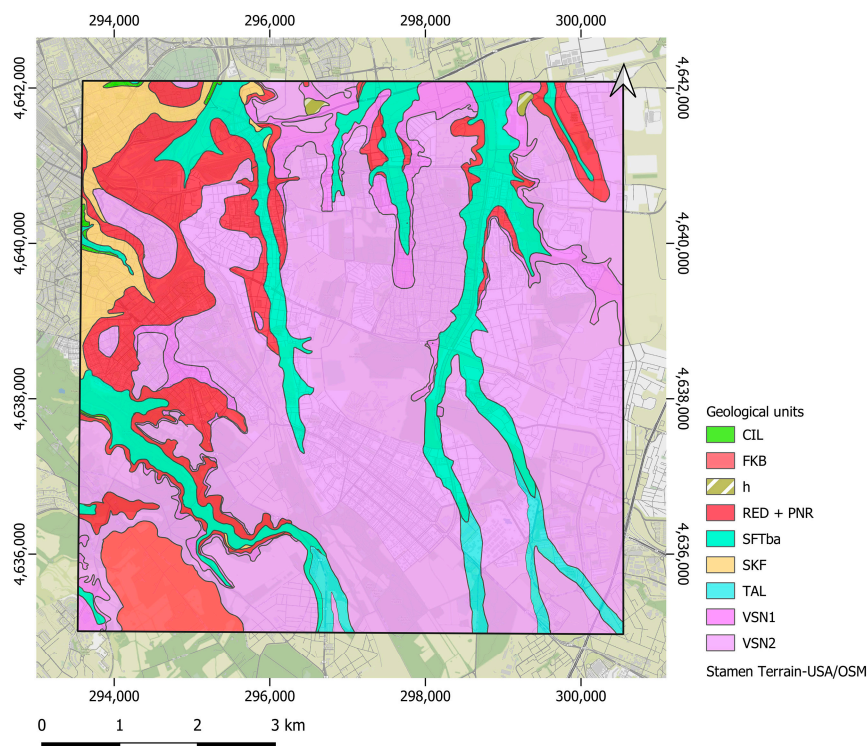 294,000 296,000 298,000 300,000
4,642,000 4,642,000
4,640,000 4,640,000
4,638,000 4,638,000
4,636,000 4,636,000
Geological units
CIL
FKB
h
RED + PNR
SFTba
SKF
TAL
VSN1
VSN2
Stamen Terrain-USA/OSM
294,000 296,000 298,000 300,000
0 1 2 3 km